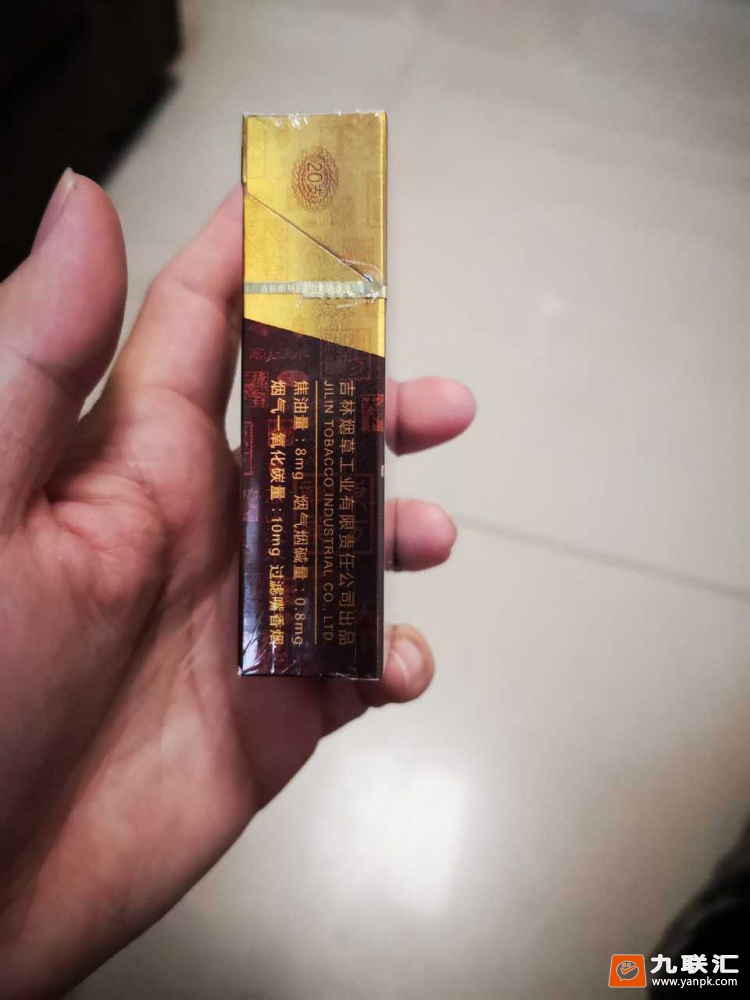 20支
吉林烟草工业有限责任公司出品
JILIN TOBACCO INDUSTRIAL CO., LTD.
焦油量：8mg 烟气烟碱量：0.8mg
烟气一氧化碳量：10mg 过滤嘴香烟
九联汇
www.yanpk.com